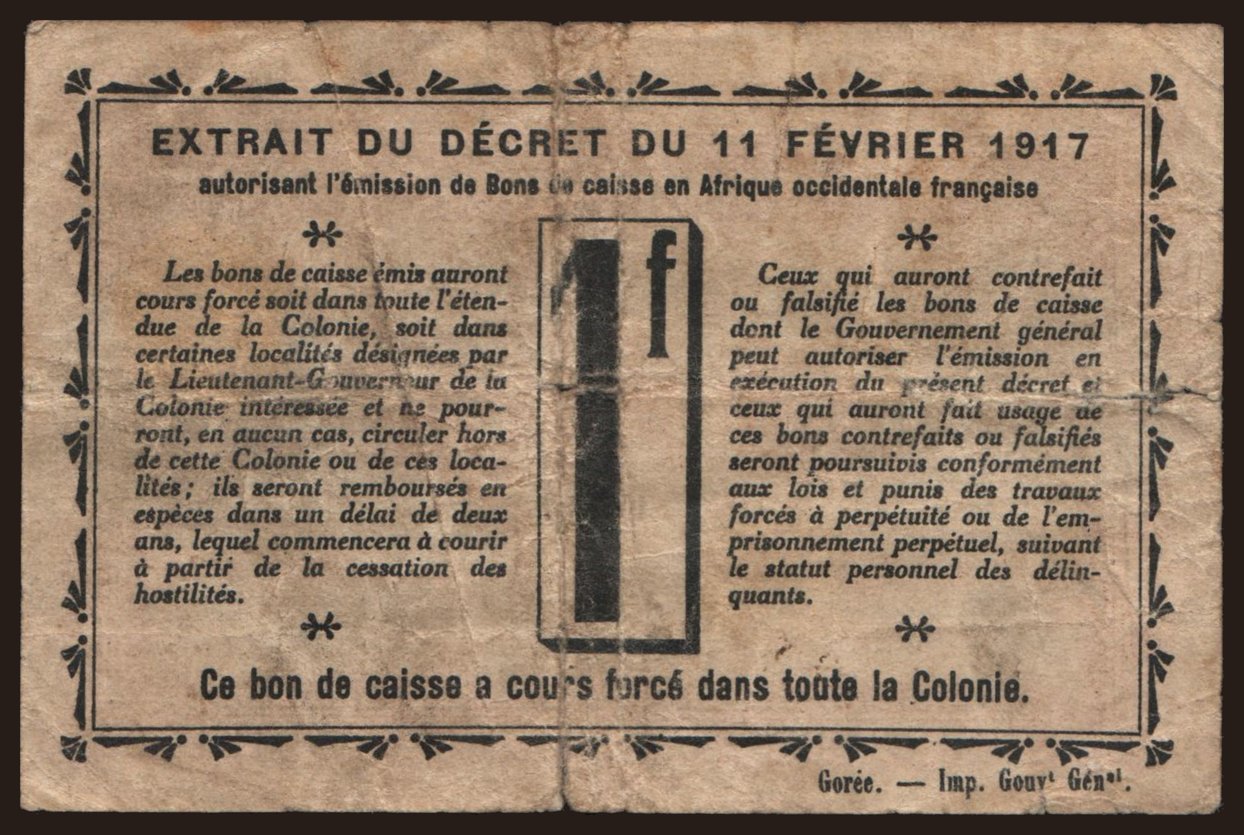 EXTRAIT DU DÉCRET DU 11 FÉVRIER 1917
autorisant l'émission de Bons de caisse en Afrique occidentale française
Les bons de caisse émis auront
cours forcé soit dans toute l'éten-
due de la Colonie, soit dans
certaines localités désignées par
le Lieutenant-Gouverneur de la
Colonie intéressée et ne pour-
ront, en aucun cas, circuler hors
de cette Colonie ou de ces loca-
lités; ils seront remboursés en
espèces dans un délai de deux
ans, lequel commencera à courir
à partir de la cessation des
hostilités.
1 f
Ceux qui auront contrefait
ou falsifié les bons de caisse
dont le Gouvernement général
peut autoriser l'émission en
exécution du présent décret et
ceux qui auront fait usage de
ces bons contrefaits ou falsifiés
seront poursuivis conformément
aux lois et punis des travaux
forcés à perpétuité ou de l'em-
prisonnement perpétuel, suivant
le statut personnel des délin-
quants.
Ce bon de caisse a cours forcé dans toute la Colonie.
Gorée. — Imp. Gouvt Génal.